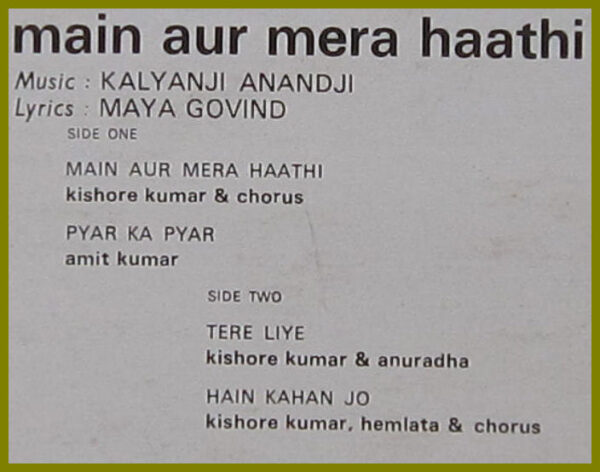 main aur mera haathi
Music : KALYANJI ANANDJI
Lyrics : MAYA GOVIND
SIDE ONE
MAIN AUR MERA HAATHI
kishore kumar & chorus
PYAR KA PYAR
amit kumar
SIDE TWO
TERE LIYE
kishore kumar & anuradha
HAIN KAHAN JO
kishore kumar, hemlata & chorus